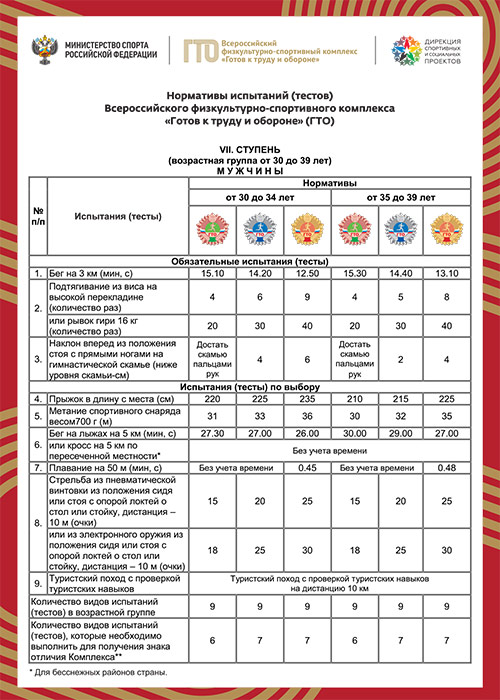 МИНИСТЕРСТВО СПОРТА
РОССИЙСКОЙ ФЕДЕРАЦИИ
ГТО
Всероссийский
физкультурно-спортивный комплекс
«Готов к труду и обороне»
ДИРЕКЦИЯ
СПОРТИВНЫХ
И СОЦИАЛЬНЫХ
ПРОЕКТОВ
Нормативы испытаний (тестов)
Всероссийского физкультурно-спортивного комплекса
«Готов к труду и обороне» (ГТО)
VII. СТУПЕНЬ
(возрастная группа от 30 до 39 лет)
М У Ж Ч И Н Ы
№ п/п
Испытания (тесты)
Нормативы
от 30 до 34 лет
от 35 до 39 лет
ГТО ГТО ГТО ГТО ГТО ГТО
Обязательные испытания (тесты)
1. Бег на 3 км (мин, с) 15.10 14.20 12.50 15.30 14.40 13.10
2. Подтягивание из виса на
высокой перекладине
(количество раз) 4 6 9 4 5 8
или рывок гири 16 кг
(количество раз) 20 30 40 20 30 40
3. Наклон вперед из положения
стоя с прямыми ногами на
гимнастической скамье (ниже
уровня скамьи-см)
Достать
скамью
пальцами
рук
4 6
Достать
скамью
пальцами
рук
2 4
Испытания (тесты) по выбору
4. Прыжок в длину с места (см) 220 225 235 210 215 225
5. Метание спортивного снаряда
весом700 г (м) 31 33 36 30 32 35
6. Бег на лыжах на 5 км (мин, с) 27.30 27.00 26.00 30.00 29.00 27.00
или кросс на 5 км по
пересеченной местности*
Без учета времени
7. Плавание на 50 м (мин, с) Без учета времени 0.45 Без учета времени 0.48
8. Стрельба из пневматической
винтовки из положения сидя
или стоя с опорой локтей о
стол или стойку, дистанция –
10 м (очки) 15 20 25 15 20 25
или из электронного оружия из
положения сидя или стоя с
опорой локтей о стол или
стойку, дистанция – 10 м (очки) 18 25 30 18 25 30
9. Туристский поход с проверкой
туристских навыков
Туристский поход с проверкой туристских навыков
на дистанцию 10 км
Количество видов испытаний
(тестов) в возрастной группе 9 9 9 9 9 9
Количество видов испытаний
(тестов), которые необходимо
выполнить для получения знака
отличия Комплекса** 6 7 7 6 7 7
* Для бесснежных районов страны.